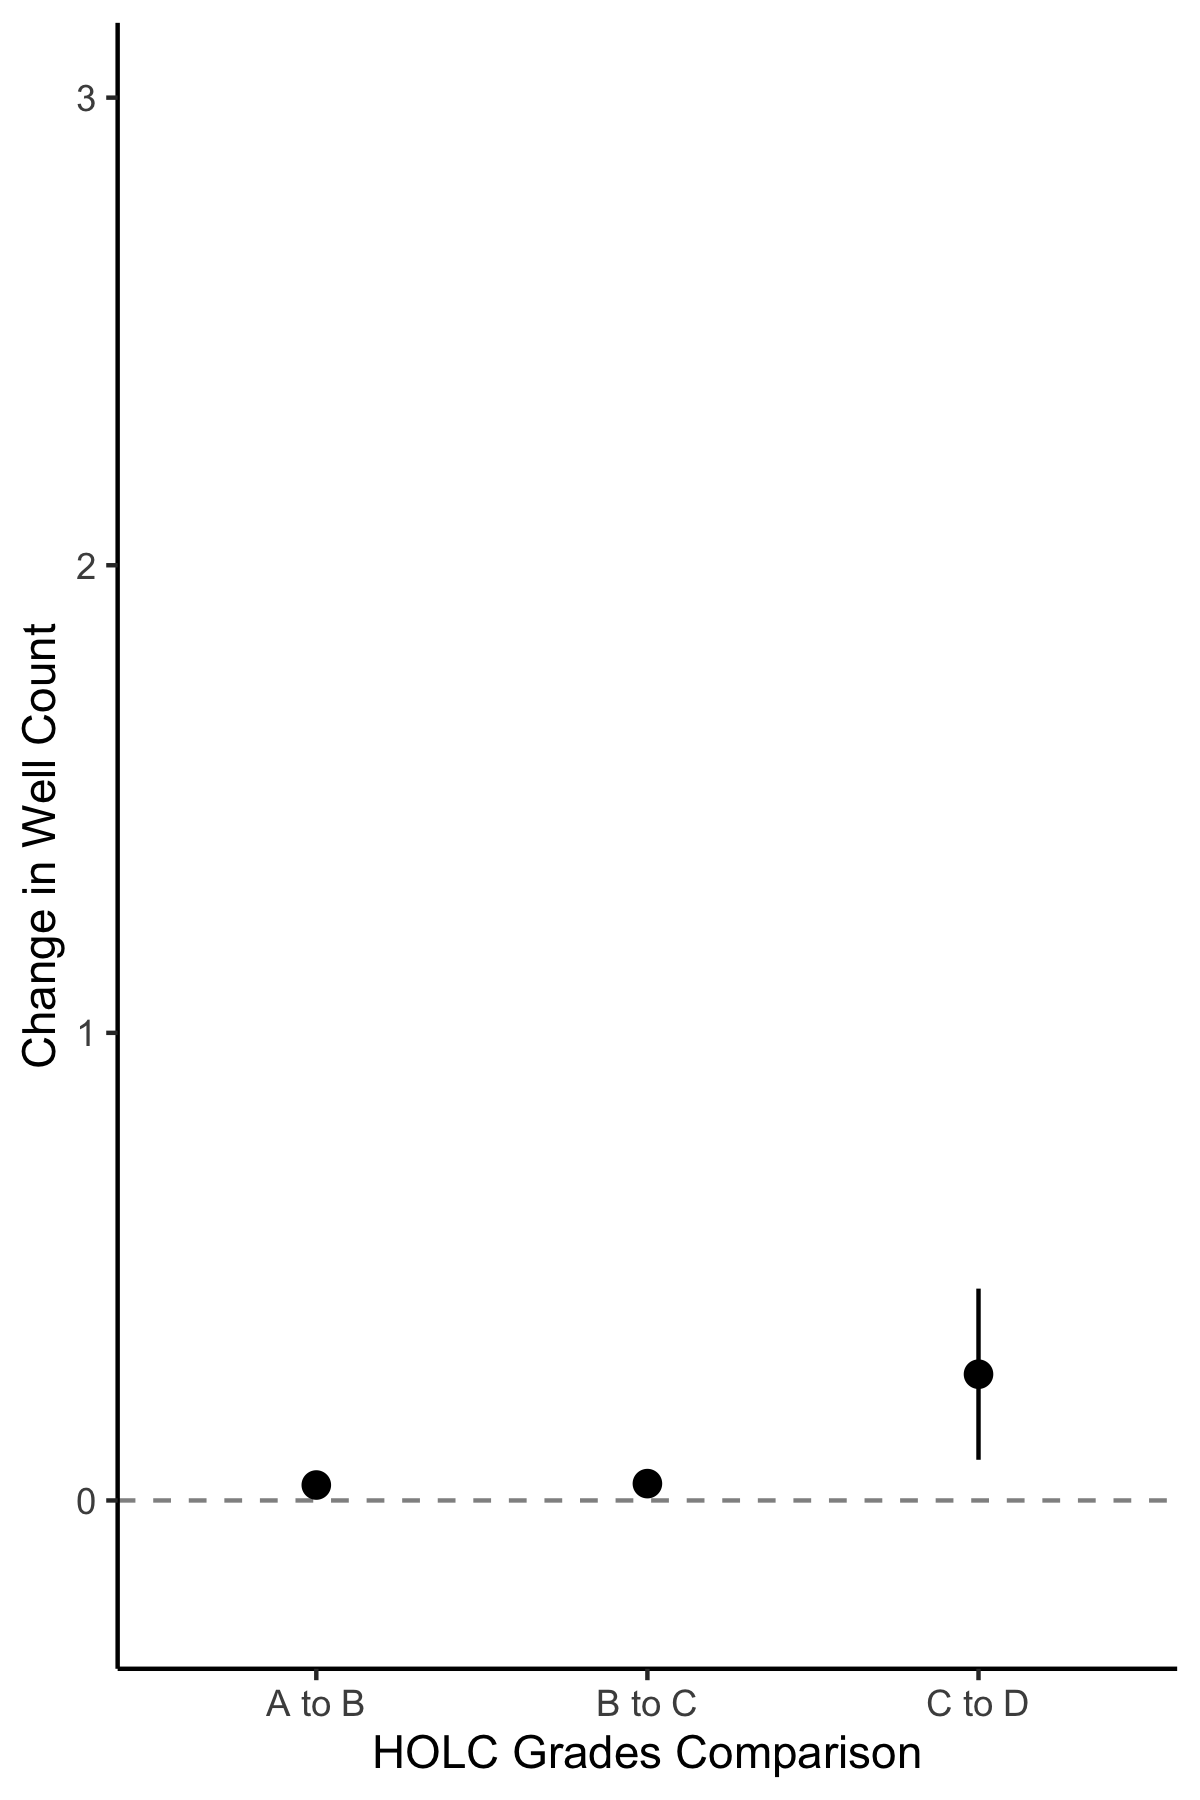 Change in Well Count
3
2
1
0
A to B
B to C
C to D
HOLC Grades Comparison